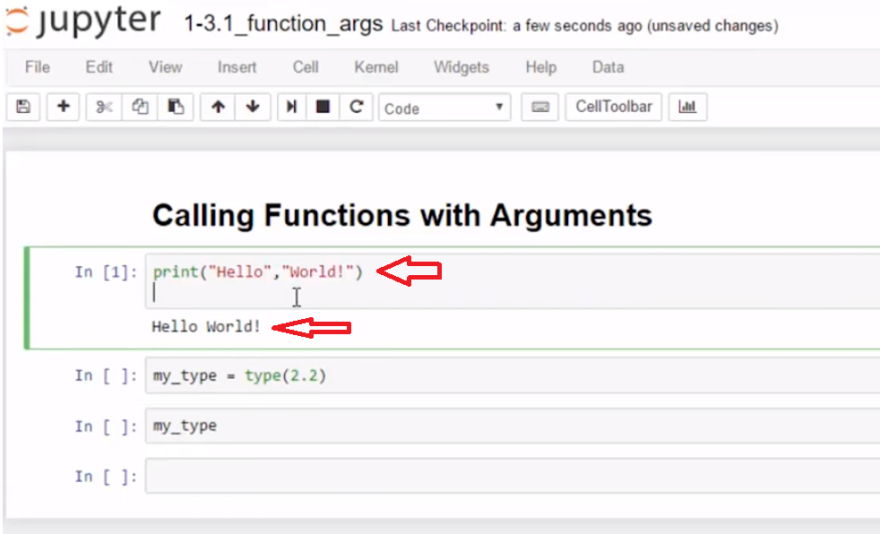 jupyter 1-3.1_function_args Last Checkpoint: a few seconds ago (unsaved changes)
File Edit View Insert Cell Kernel Widgets Help Data
Code CellToolbar
Calling Functions with Arguments
In [1]: print("Hello","World!")
Hello World!
In [ ]: my_type = type(2.2)
In [ ]: my_type
In [ ]: